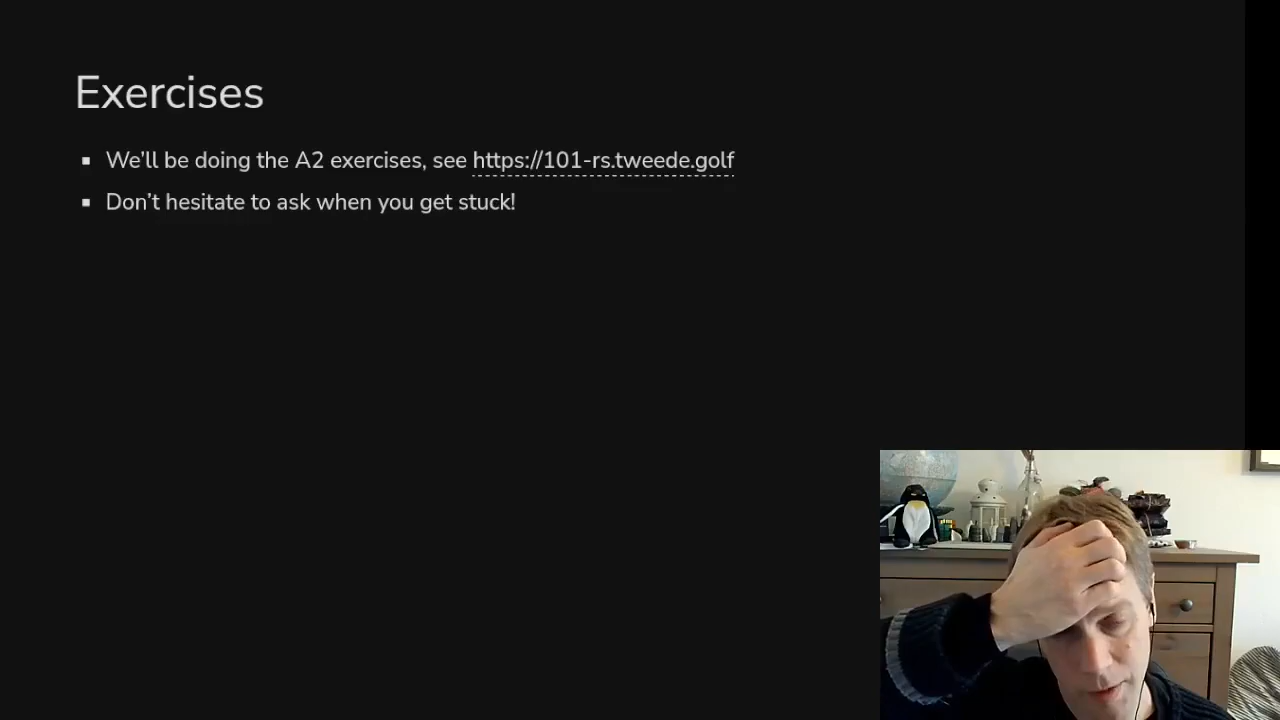 Exercises
We'll be doing the A2 exercises, see https://101-rs.tweede.golf
Don't hesitate to ask when you get stuck!